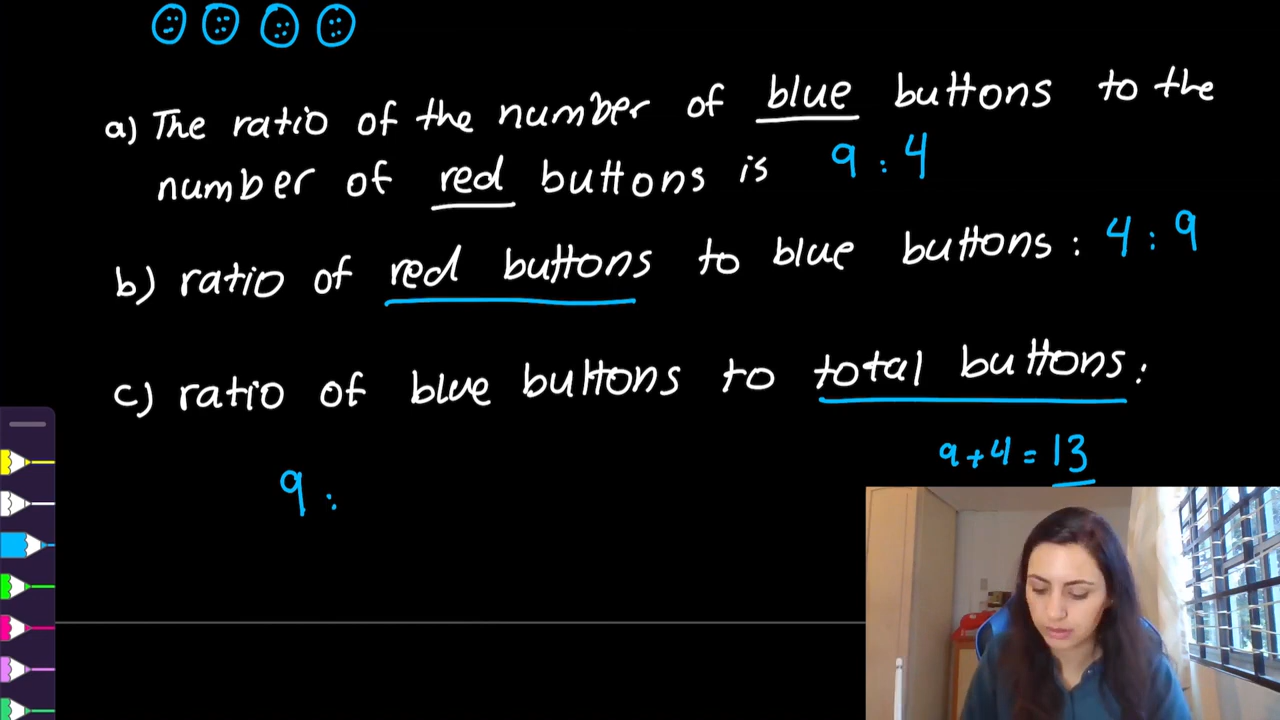 a) The ratio of the number of blue buttons to the
number of red buttons is 9 : 4
b) ratio of red buttons to blue buttons : 4 : 9
c) ratio of blue buttons to total buttons :
9 + 4 = 13
9 :